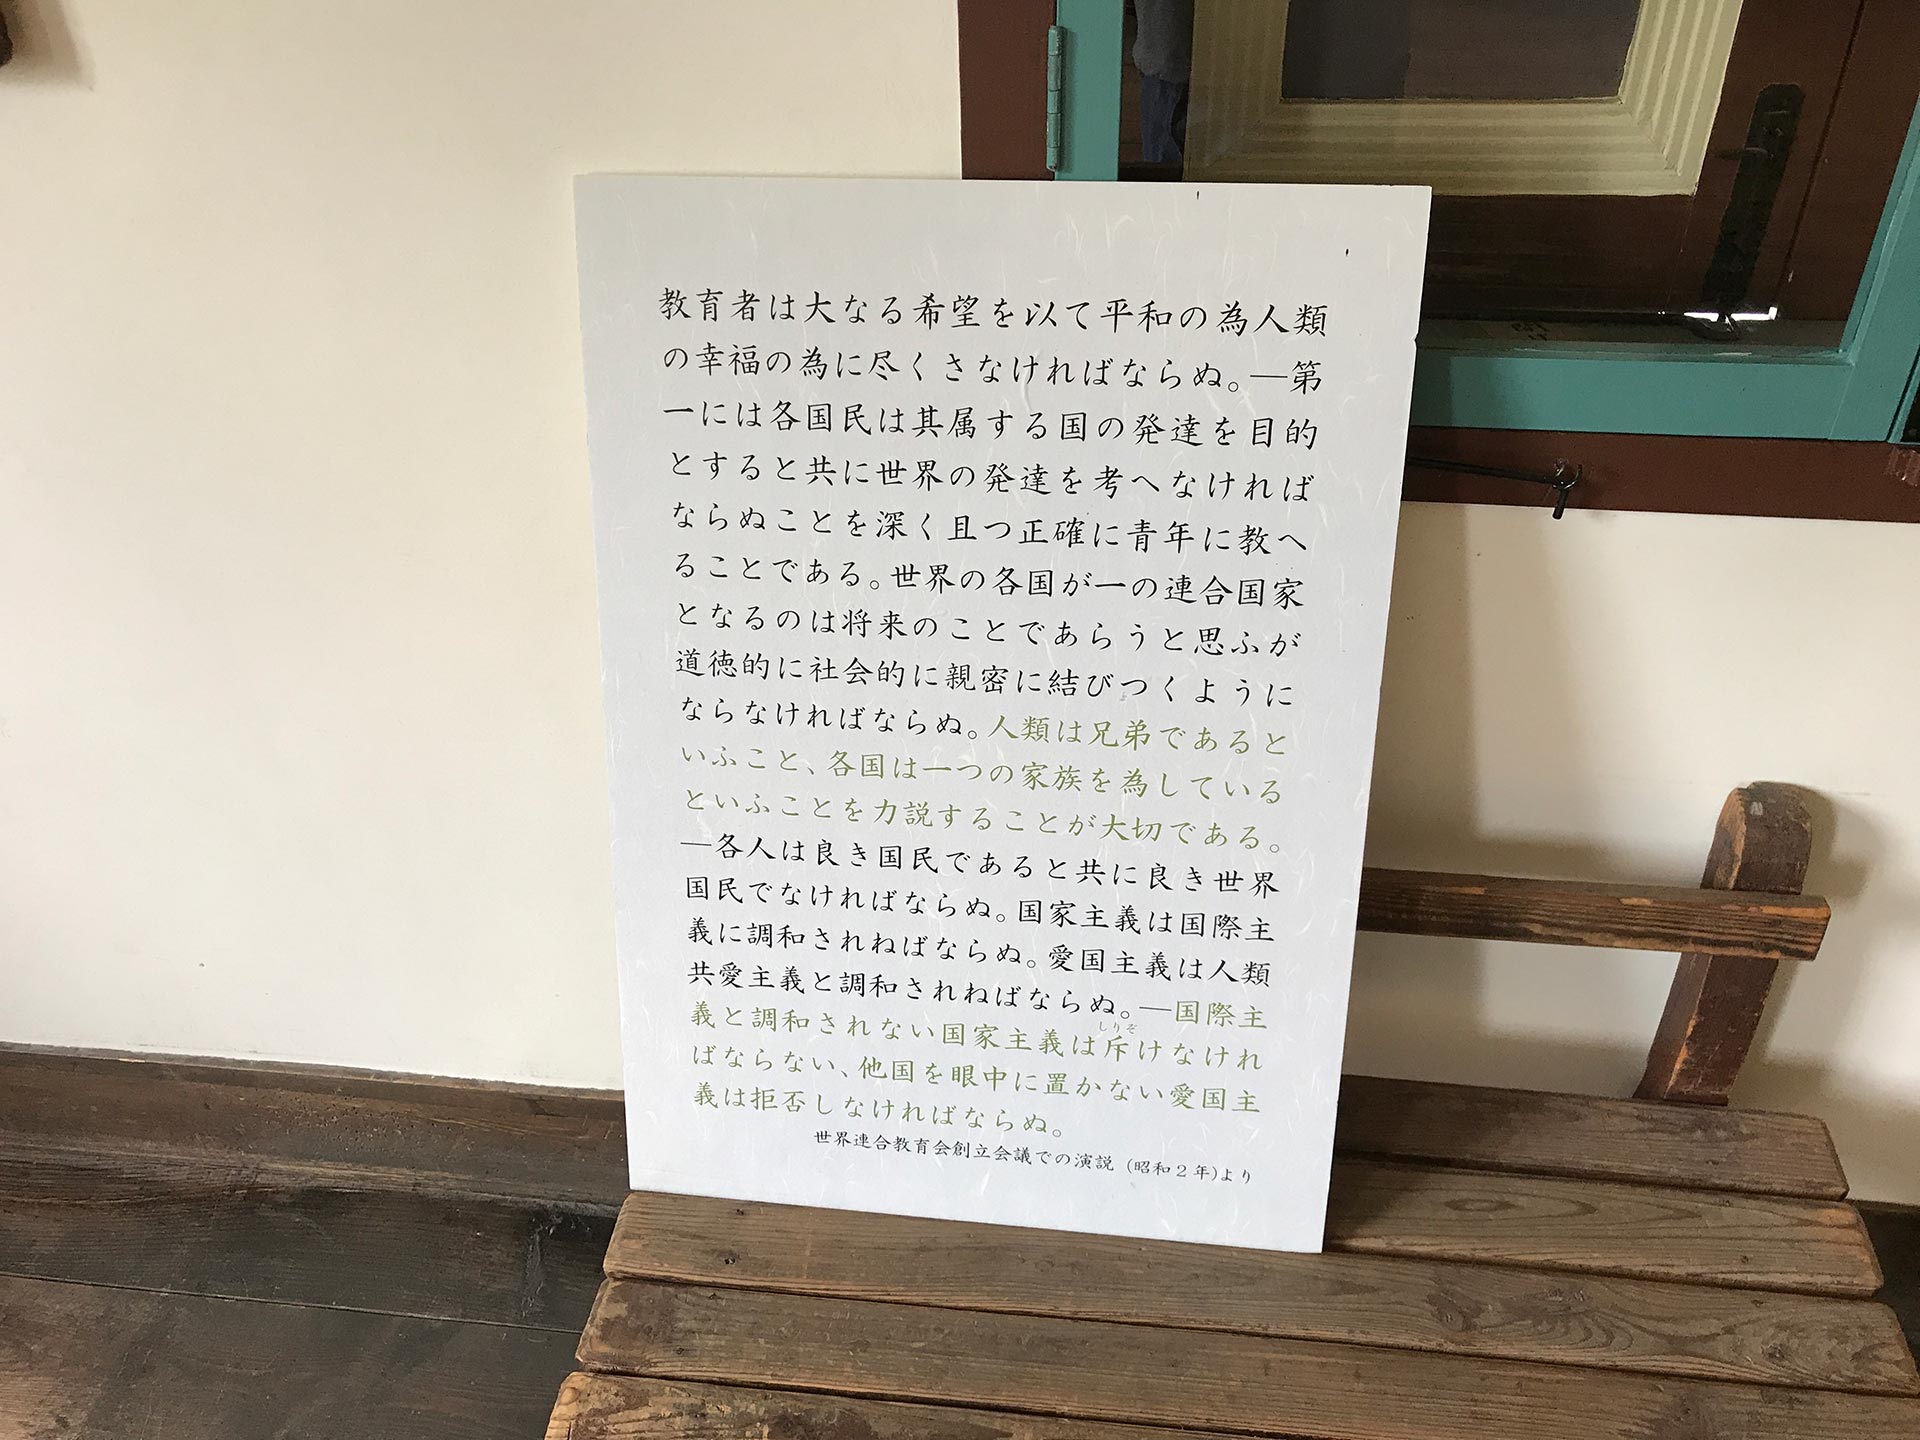 教育者は大なる希望を以て平和の為人類
の幸福の為に尽くさなければならぬ。―第
一には各国民は其属する国の発達を目的
とすると共に世界の発達を考へなければ
ならぬことを深く且つ正確に青年に教へ
ることである。世界の各国が一の連合国家
となるのは将来のことであらうと思ふが
道徳的に社会的に親密に結びつくように
ならなければならぬ。人類は兄弟であると
いふこと、各国は一つの家族を為している
といふことを力説することが大切である。
―各人は良き国民であると共に良き世界
国民でなければならぬ。国家主義は国際主
義に調和されねばならぬ。愛国主義は人類
共愛主義と調和されねばならぬ。―国際主
しりぞ
義と調和されない国家主義は斥けなけれ
ばならない、他国を眼中に置かない愛国主
義は拒否しなければならぬ。
世界連合教育会創立会議での演説 (昭和2年)より